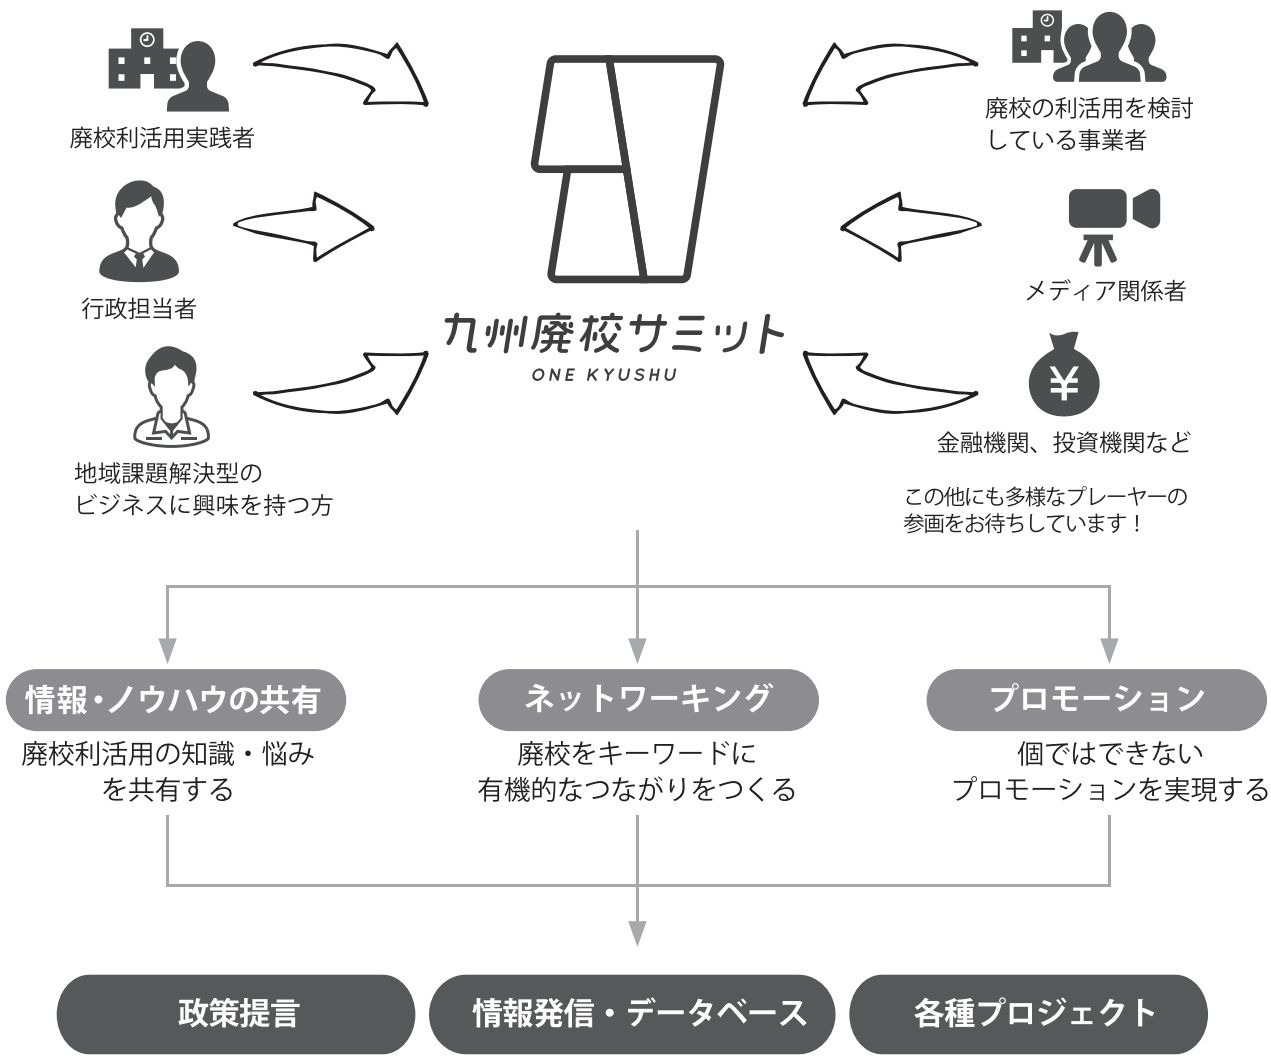 廃校利活用実践者
行政担当者
地域課題解決型の
ビジネスに興味を持つ方
九州廃校サミット
ONE KYUSHU
廃校の利活用を検討
している事業者
メディア関係者
¥
金融機関、投資機関など
この他にも多様なプレーヤーの
参画をお待ちしています！
情報・ノウハウの共有
廃校利活用の知識・悩み
を共有する
ネットワーキング
廃校をキーワードに
有機的なつながりをつくる
プロモーション
個ではできない
プロモーションを実現する
政策提言
情報発信・データベース
各種プロジェクト